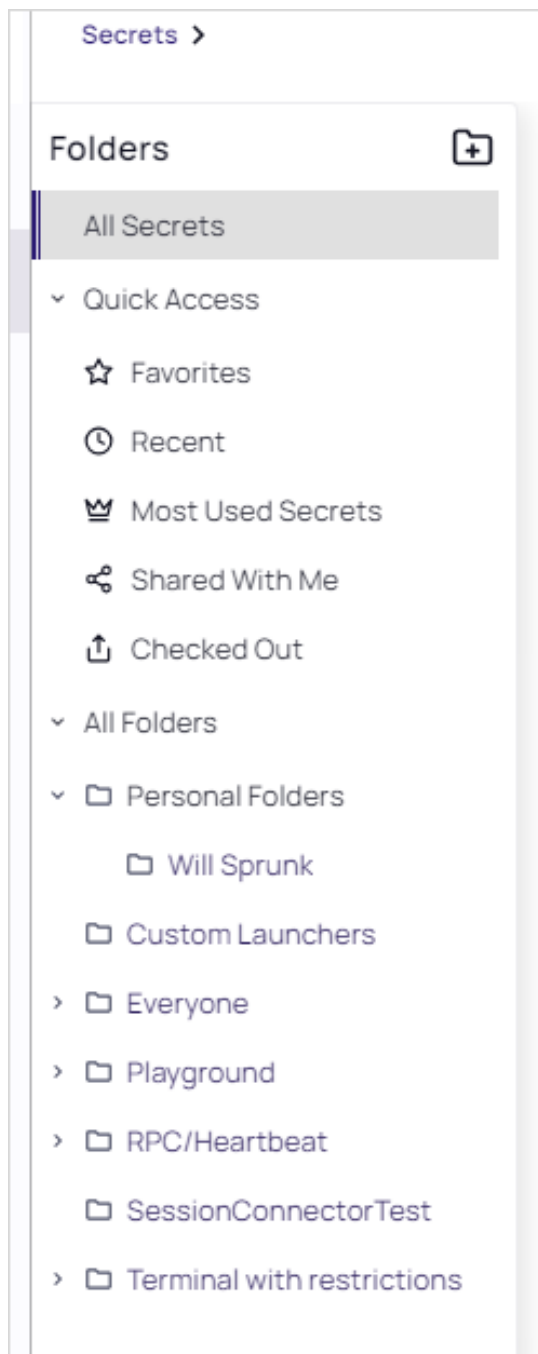 Secrets
Folders
All Secrets
Quick Access
Favorites
Recent
Most Used Secrets
Shared With Me
Checked Out
All Folders
Personal Folders
Will Sprunk
Custom Launchers
Everyone
Playground
RPC/Heartbeat
SessionConnectorTest
Terminal with restrictions